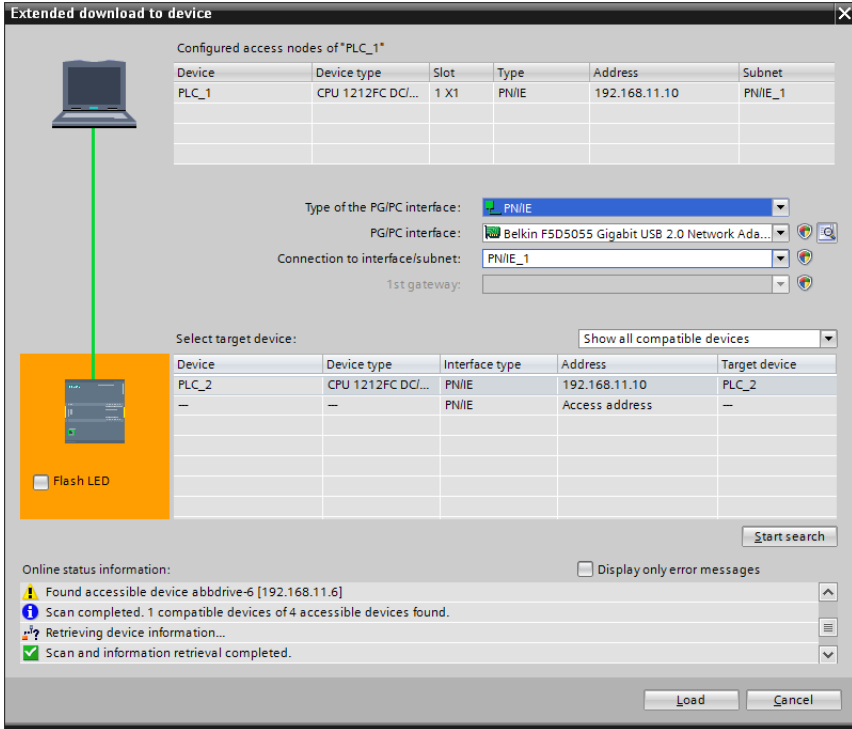 Extended download to device
Configured access nodes of "PLC_1"
Device Device type Slot Type Address Subnet
PLC_1 CPU 1212FC DC/... 1 X1 PN/IE 192.168.11.10 PN/IE_1
Type of the PG/PC interface: PN/IE
PG/PC interface: Belkin F5D5055 Gigabit USB 2.0 Network Ada...
Connection to interface/subnet: PN/IE_1
1st gateway:
Select target device: Show all compatible devices
Device Device type Interface type Address Target device
PLC_2 CPU 1212FC DC/... PN/IE 192.168.11.10 PLC_2
— — PN/IE Access address —
Flash LED
Start search
Online status information: Display only error messages
Found accessible device abbdrive-6 [192.168.11.6]
Scan completed. 1 compatible devices of 4 accessible devices found.
Retrieving device information...
Scan and information retrieval completed.
Load Cancel